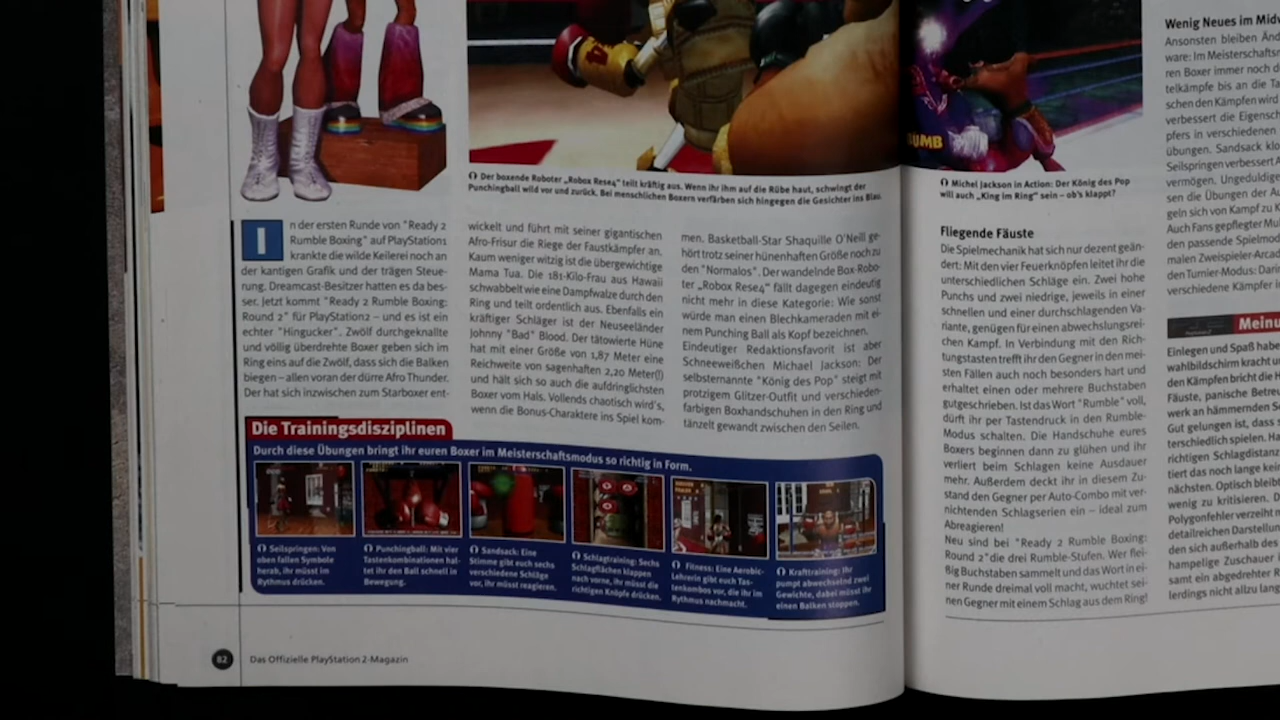 Der boxende Roboter „Robox Rese4" teilt kräftig aus. Wenn ihr ihm auf die Rübe haut, schwingt der
Punchingball wild vor und zurück. Bei menschlichen Boxern verfärben sich hingegen die Gesichter ins Blau.
In der ersten Runde von "Ready 2
Rumble Boxing" auf PlayStation1
krankte die wilde Keilerei noch an
der kantigen Grafik und der trägen Steue-
rung. Dreamcast-Besitzer hatten es da bes-
ser. Jetzt kommt "Ready 2 Rumble Boxing:
Round 2" für PlayStation2 – und es ist ein
echter "Hingucker". Zwölf durchgeknallte
und völlig überdrehte Boxer geben sich im
Ring eins auf die Zwölf, dass sich die Balken
biegen – allen voran der dürre Afro Thunder.
Der hat sich inzwischen zum Starboxer ent-
wickelt und führt mit seiner gigantischen
Afro-Frisur die Riege der Faustkämpfer an.
Kaum weniger witzig ist die übergewichtige
Mama Tua. Die 181-Kilo-Frau aus Hawaii
schwabbelt wie eine Dampfwalze durch den
Ring und teilt ordentlich aus. Ebenfalls ein
kräftiger Schläger ist der Neuseeländer
Johnny "Bad" Blood. Der tätowierte Hüne
hat mit einer Größe von 1,87 Meter eine
Reichweite von sagenhaften 2,20 Meter(!)
und hält sich so auch die aufdringlichsten
Boxer vom Hals. Vollends chaotisch wird's,
wenn die Bonus-Charaktere ins Spiel kom-
men. Basketball-Star Shaquille O'Neill ge-
hört trotz seiner hünenhaften Größe noch zu
den "Normalos". Der wandelnde Box-Robo-
ter „Robox Rese4" fällt dagegen eindeutig
nicht mehr in diese Kategorie: Wie sonst
würde man einen Blechkameraden mit ei-
nem Punching Ball als Kopf bezeichnen.
Eindeutiger Redaktionsfavorit ist aber
Schneeweißchen Michael Jackson: Der
selbsternannte "König des Pop" steigt mit
protzigem Glitzer-Outfit und verschieden-
farbigen Boxhandschuhen in den Ring und
tänzelt gewandt zwischen den Seilen.
Die Trainingsdisziplinen
Durch diese Übungen bringt ihr euren Boxer im Meisterschaftsmodus so richtig in Form.
Seilspringen: Von
oben fallen Symbole
herab, ihr müsst im
Rythmus drücken.
Punchingball: Mit vier
Tastenkombinationen hal-
tet ihr den Ball schnell in
Bewegung.
Sandsack: Eine
Stimme gibt euch sechs
verschiedene Schläge
vor, ihr müsst reagieren.
Schlagtraining: Sechs
Schlagflächen klappen
nach vorne, ihr müsst die
richtigen Knöpfe drücken.
Fitness: Eine Aerobic-
Lehrerin gibt euch Tas-
tenkombos vor, die ihr im
Rythmus nachmacht.
Krafttraining: Ihr
pumpt abwechselnd zwei
Gewichte, dabei müsst ihr
einen Balken stoppen.
82
Das Offizielle PlayStation 2-Magazin
UMB
Michel Jackson in Action: Der König des Pop
will auch „King im Ring" sein – ob's klappt?
Fliegende Fäuste
Die Spielmechanik hat sich nur dezent geän-
dert: Mit den vier Feuerknöpfen leitet ihr die
unterschiedlichen Schläge ein. Zwei hohe
Punchs und zwei niedrige, jeweils in einer
schnellen und einer durchschlagenden Va-
riante, genügen für einen abwechslungsrei-
chen Kampf. In Verbindung mit den Rich-
tungstasten trefft ihr den Gegner in den mei-
sten Fällen auch noch besonders hart und
erhaltet einen oder mehrere Buchstaben
gutgeschrieben. Ist das Wort "Rumble" voll,
dürft ihr per Tastendruck in den Rumble-
Modus schalten. Die Handschuhe eures
Boxers beginnen dann zu glühen und ihr
verliert beim Schlagen keine Ausdauer
mehr. Außerdem deckt ihr in diesem Zu-
stand den Gegner per Auto-Combo mit ver-
nichtenden Schlagserien ein – ideal zum
Abreagieren!
Neu sind bei "Ready 2 Rumble Boxing:
Round 2" die drei Rumble-Stufen. Wer flei-
ßig Buchstaben sammelt und das Wort in ei-
ner Runde dreimal voll macht, wuchtet sei-
nen Gegner mit einem Schlag aus dem Ring!
Wenig Neues im Midw
Ansonsten bleiben Änd
ware: Im Meisterschafts
ren Boxer immer noch d
telkämpfe bis an die Ta
schen den Kämpfen wird
verbessert die Eigensch
pfers in verschiedenen
übungen. Sandsack klo
Seilspringen verbessert A
vermögen. Ungeduldige
sen die Übungen der Au
geln sich von Kampf zu K
Auch Fans gepflegter Mu
den passende Spielmod
malen Zweispieler-Arcad
den Turnier-Modus: Darin
verschiedene Kämpfer in
Meinu
Einlegen und Spaß habe
wahlbildschirm kracht u
den Kämpfen bricht die H
Fäuste, panische Betreu
werk an hämmernden S
Gut gelungen ist, dass s
terschiedlich spielen. Ha
richtigen Schlagdistanz
tiert das noch lange kei
nächsten. Optisch bleibt
wenig zu kritisieren. D
Polygonfehler verzeiht m
detailreichen Darstellun
den sich außerhalb des
hampelige Zuschauer
samt ein abgedrehter R
lerdings nicht allzu lang